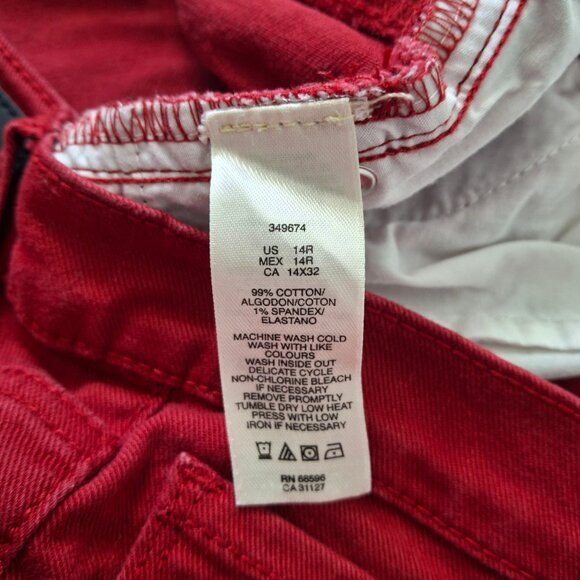 349674
US 14R
MEX 14R
CA 14X32
99% COTTON/
ALGODON/COTON
1% SPANDEX/
ELASTANO
MACHINE WASH COLD
WASH WITH LIKE
COLOURS
WASH INSIDE OUT
DELICATE CYCLE
NON-CHLORINE BLEACH
IF NECESSARY
REMOVE PROMPTLY
TUMBLE DRY LOW HEAT
PRESS WITH LOW
IRON IF NECESSARY
RN 68596
CA 31127